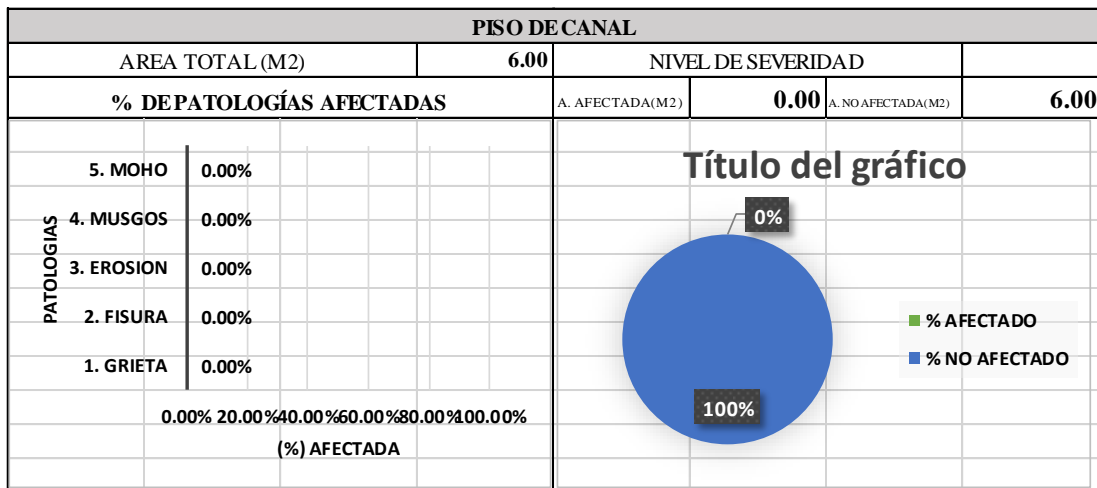 PISO DE CANAL
AREA TOTAL (M2) 6.00 NIVEL DE SEVERIDAD
% DE PATOLOGÍAS AFECTADAS A. AFECTADA(M2) 0.00 A. NO AFECTADA(M2) 6.00
PATOLOGIAS
5. MOHO 0.00%
4. MUSGOS 0.00%
3. EROSION 0.00%
2. FISURA 0.00%
1. GRIETA 0.00%
0.00% 20.00% 40.00% 60.00% 80.00% 100.00%
(%) AFECTADA
Título del gráfico
0%
100%
% AFECTADO
% NO AFECTADO